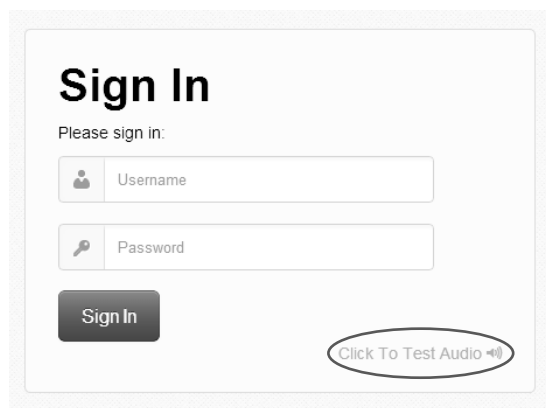 Sign In
Please sign in:
Username
Password
Sign In
Click To Test Audio